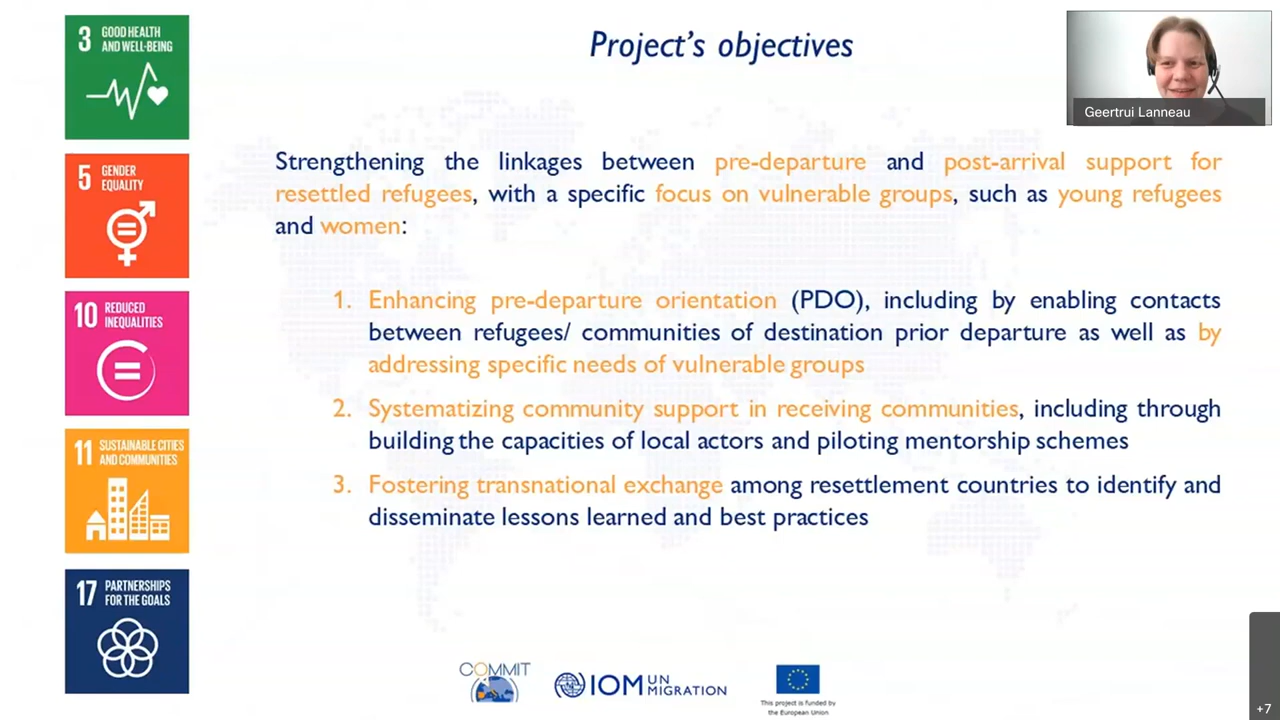 3 GOOD HEALTH
AND WELL-BEING
5 GENDER
EQUALITY
10 REDUCED
INEQUALITIES
11 SUSTAINABLE CITIES
AND COMMUNITIES
17 PARTNERSHIPS
FOR THE GOALS
Project's objectives
Geertrui Lanneau
Strengthening the linkages between pre-departure and post-arrival support for
resettled refugees, with a specific focus on vulnerable groups, such as young refugees
and women:
1. Enhancing pre-departure orientation (PDO), including by enabling contacts
between refugees/ communities of destination prior departure as well as by
addressing specific needs of vulnerable groups
2. Systematizing community support in receiving communities, including through
building the capacities of local actors and piloting mentorship schemes
3. Fostering transnational exchange among resettlement countries to identify and
disseminate lessons learned and best practices
COMMIT
IOM UN
MIGRATION
This project is funded by
the European Union
+7